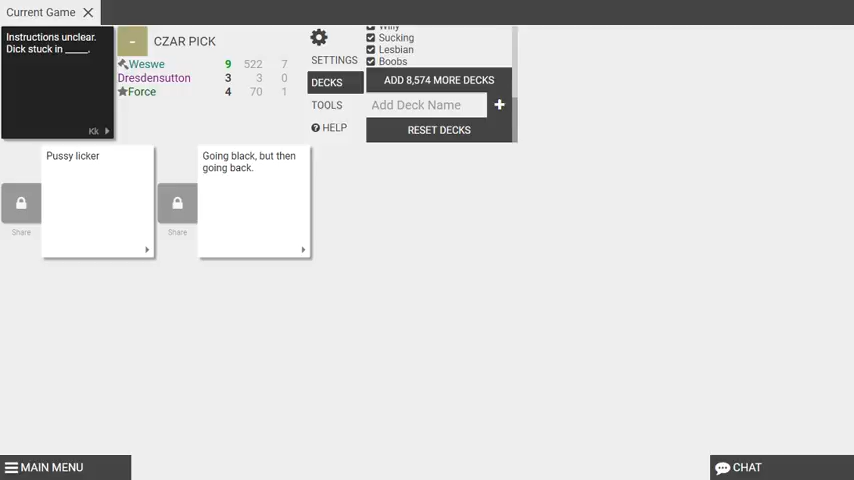 Current Game
Instructions unclear.
Dick stuck in _____.
Kk
-
CZAR PICK
Weswe 9 522 7
Dresdensutton 3 3 0
Force 4 70 1
SETTINGS
DECKS
TOOLS
HELP
Willy
Sucking
Lesbian
Boobs
ADD 8,574 MORE DECKS
Add Deck Name
RESET DECKS
Pussy licker
Share
Going black, but then
going back.
Share
MAIN MENU
CHAT